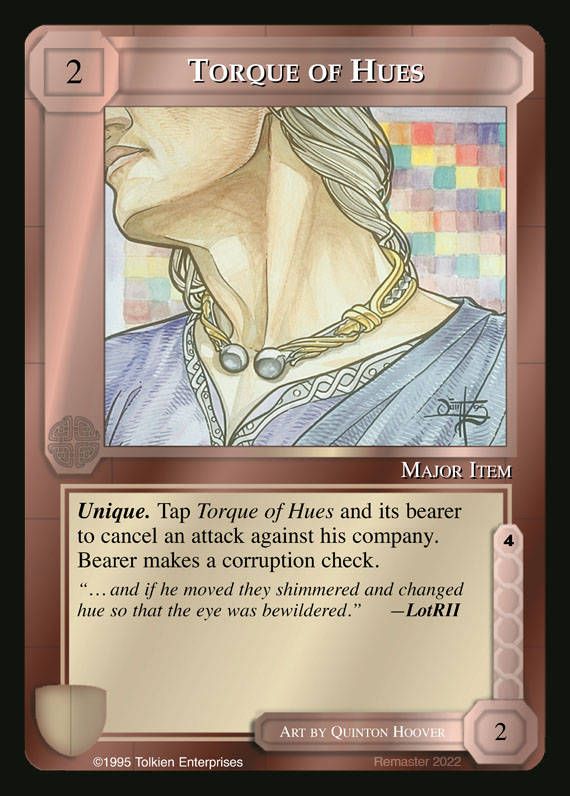 2
Torque of Hues
Major Item
Unique. Tap Torque of Hues and its bearer
to cancel an attack against his company.
Bearer makes a corruption check.
4
“… and if he moved they shimmered and changed
hue so that the eye was bewildered.” —LotRII
Art by Quinton Hoover
2
©1995 Tolkien Enterprises
Remaster 2022